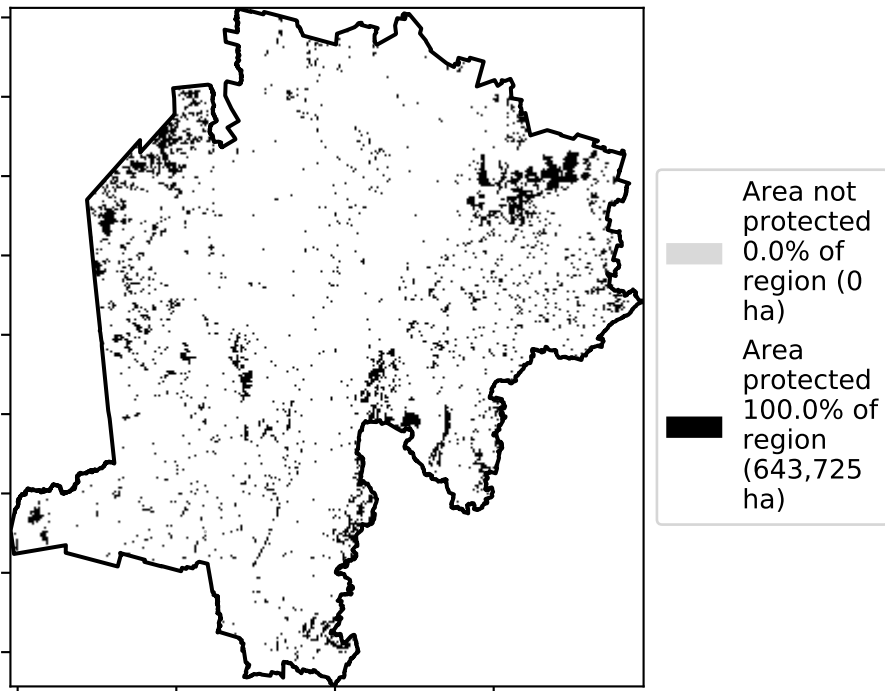 Area not
protected
0.0% of
region (0
ha)
Area
protected
100.0% of
region
(643,725
ha)